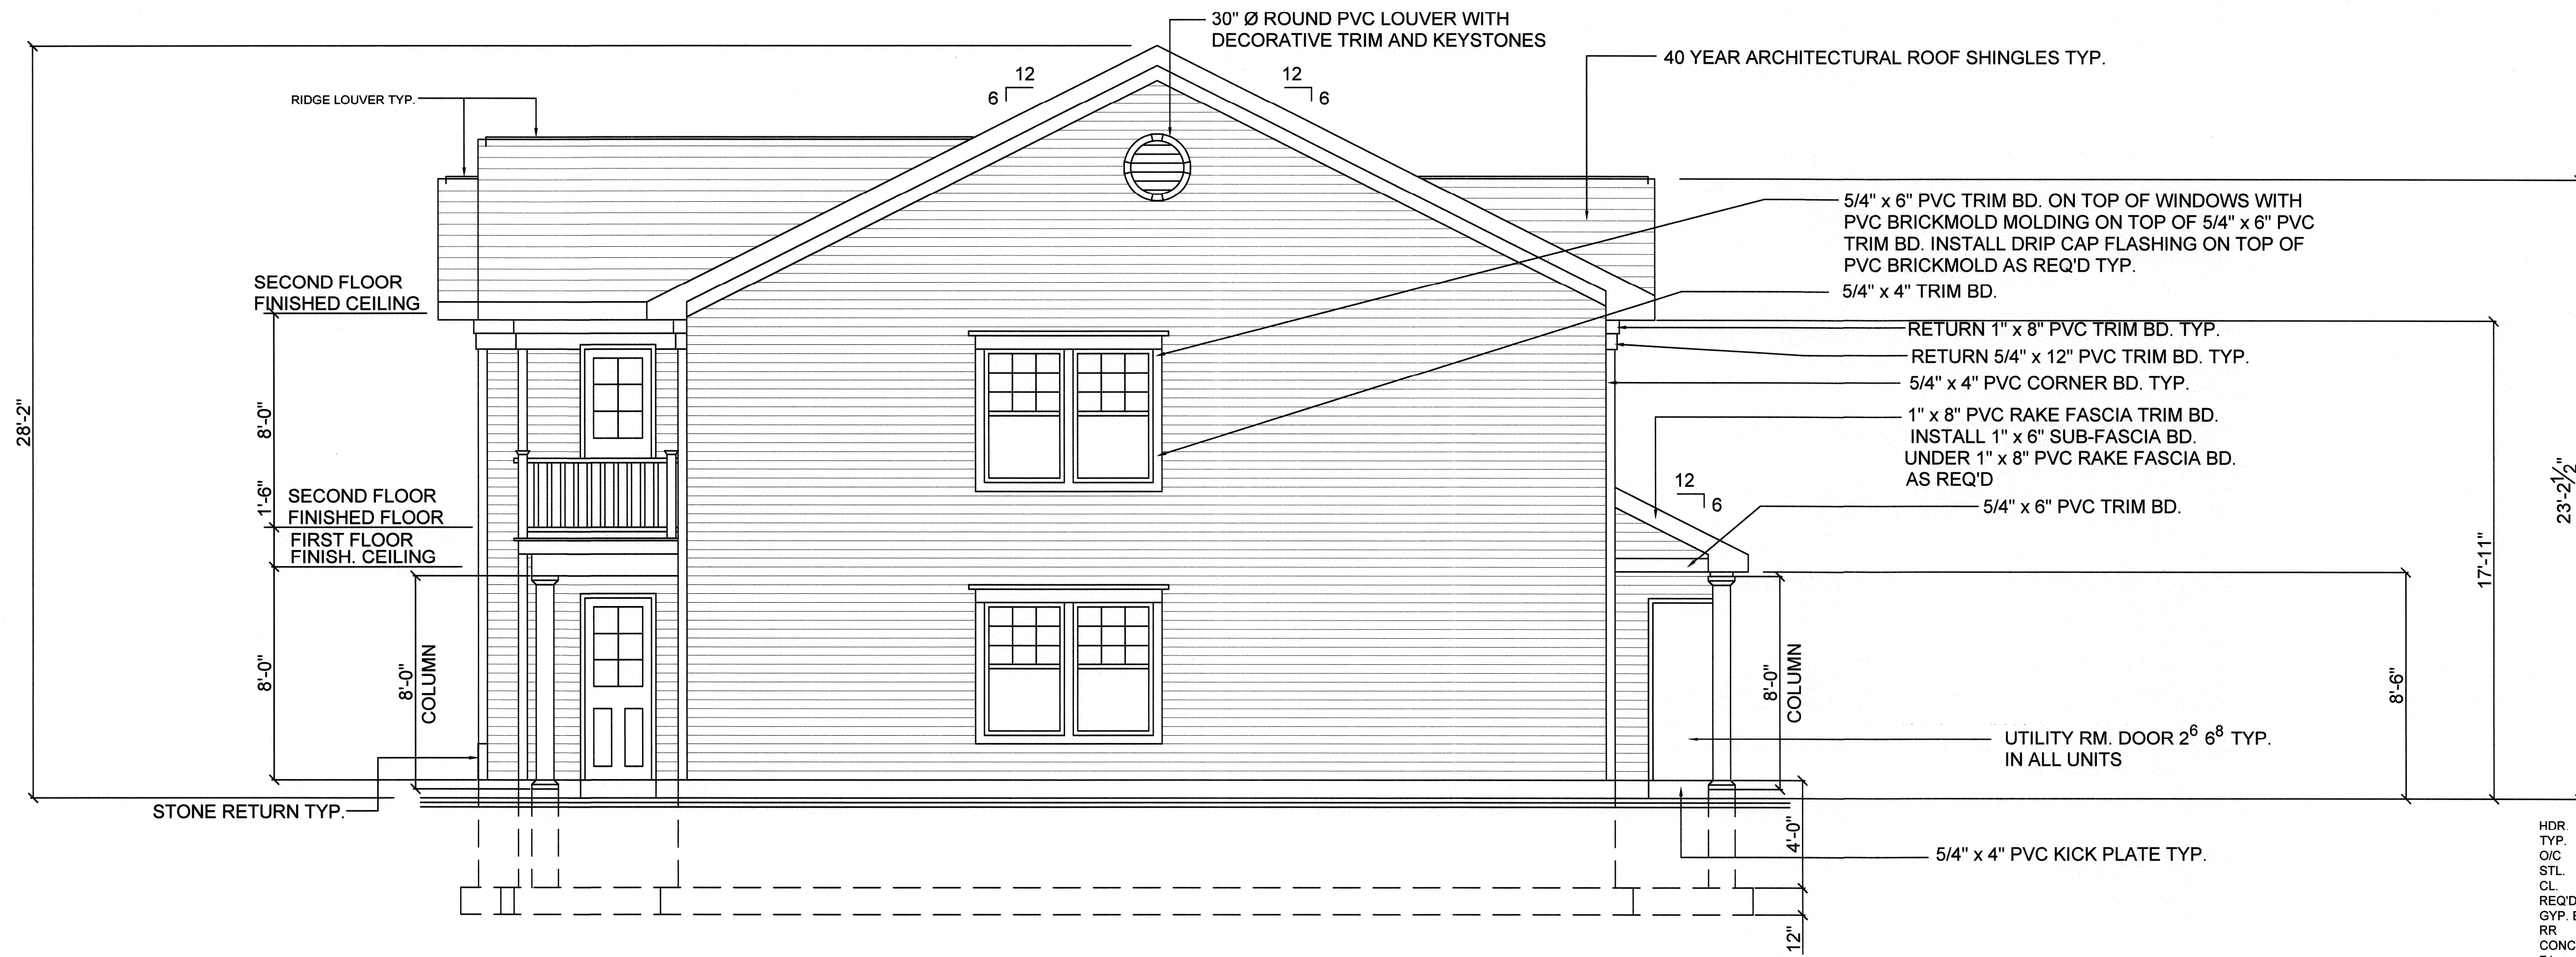 30" Ø ROUND PVC LOUVER WITH
DECORATIVE TRIM AND KEYSTONES
40 YEAR ARCHITECTURAL ROOF SHINGLES TYP.
12
6
12
6
RIDGE LOUVER TYP.
5/4" x 6" PVC TRIM BD. ON TOP OF WINDOWS WITH
PVC BRICKMOLD MOLDING ON TOP OF 5/4" x 6" PVC
TRIM BD. INSTALL DRIP CAP FLASHING ON TOP OF
PVC BRICKMOLD AS REQ'D TYP.
5/4" x 4" TRIM BD.
SECOND FLOOR
FINISHED CEILING
RETURN 1" x 8" PVC TRIM BD. TYP.
RETURN 5/4" x 12" PVC TRIM BD. TYP.
5/4" x 4" PVC CORNER BD. TYP.
1" x 8" PVC RAKE FASCIA TRIM BD.
INSTALL 1" x 6" SUB-FASCIA BD.
UNDER 1" x 8" PVC RAKE FASCIA BD.
AS REQ'D
12
6
5/4" x 6" PVC TRIM BD.
28'-2"
8'-0"
1'-6"
SECOND FLOOR
FINISHED FLOOR
FIRST FLOOR
FINISH. CEILING
8'-0"
8'-0"
COLUMN
8'-0"
COLUMN
8'-6"
17'-11"
23'-2 1/2"
UTILITY RM. DOOR 2⁶ 6⁸ TYP.
IN ALL UNITS
STONE RETURN TYP.
4'-0"
12"
5/4" x 4" PVC KICK PLATE TYP.
HDR.
TYP.
O/C
STL.
CL.
REQ'D
GYP.
RR
CONC